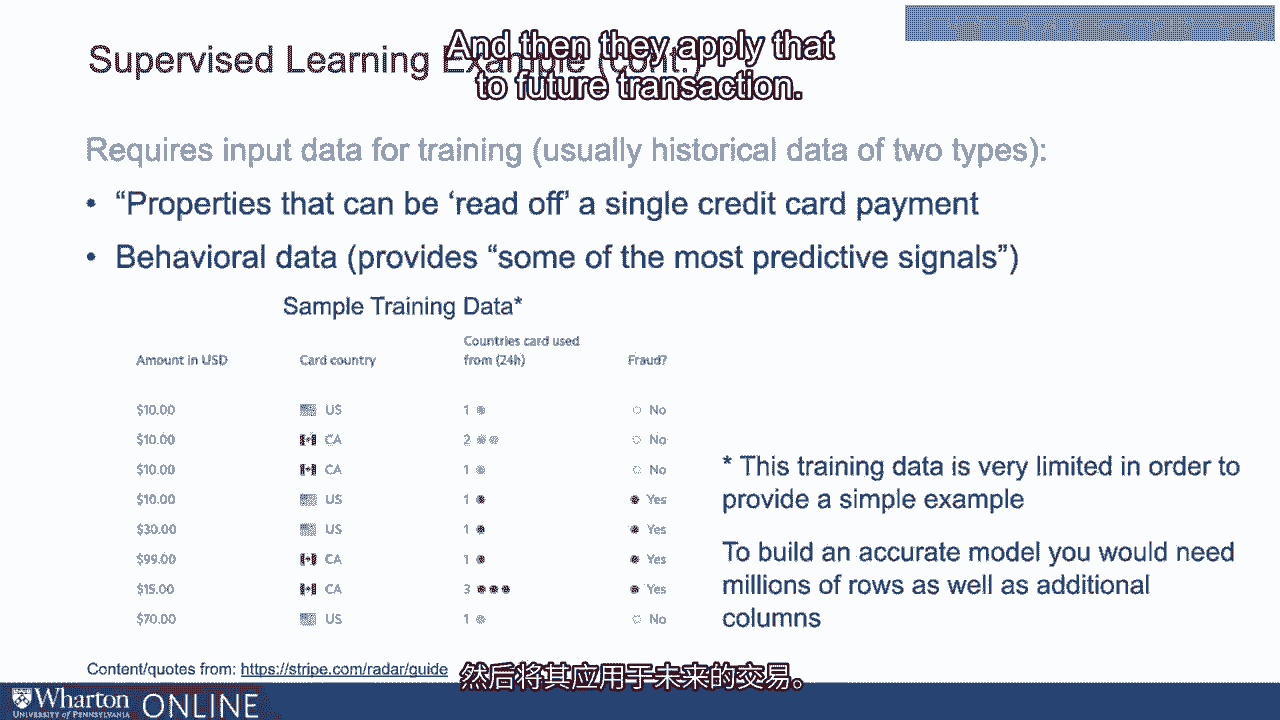 And then they apply that
to future transaction.
Supervised Learning Example (cont.)
Requires input data for training (usually historical data of two types):
• “Properties that can be ‘read off’ a single credit card payment
• Behavioral data (provides “some of the most predictive signals”)
Sample Training Data*
Amount in USD Card country Countries card used from (24h) Fraud?
$10.00 US 1 No
$10.00 CA 2 No
$10.00 CA 1 No
$10.00 US 1 Yes
$30.00 US 1 Yes
$99.00 CA 1 Yes
$15.00 CA 3 Yes
$70.00 US 1 No
* This training data is very limited in order to
provide a simple example
To build an accurate model you would need
millions of rows as well as additional
columns
Content/quotes from: https://stripe.com/radar/guide
然后将其应用于未来的交易。
Wharton ONLINE
UNIVERSITY of PENNSYLVANIA